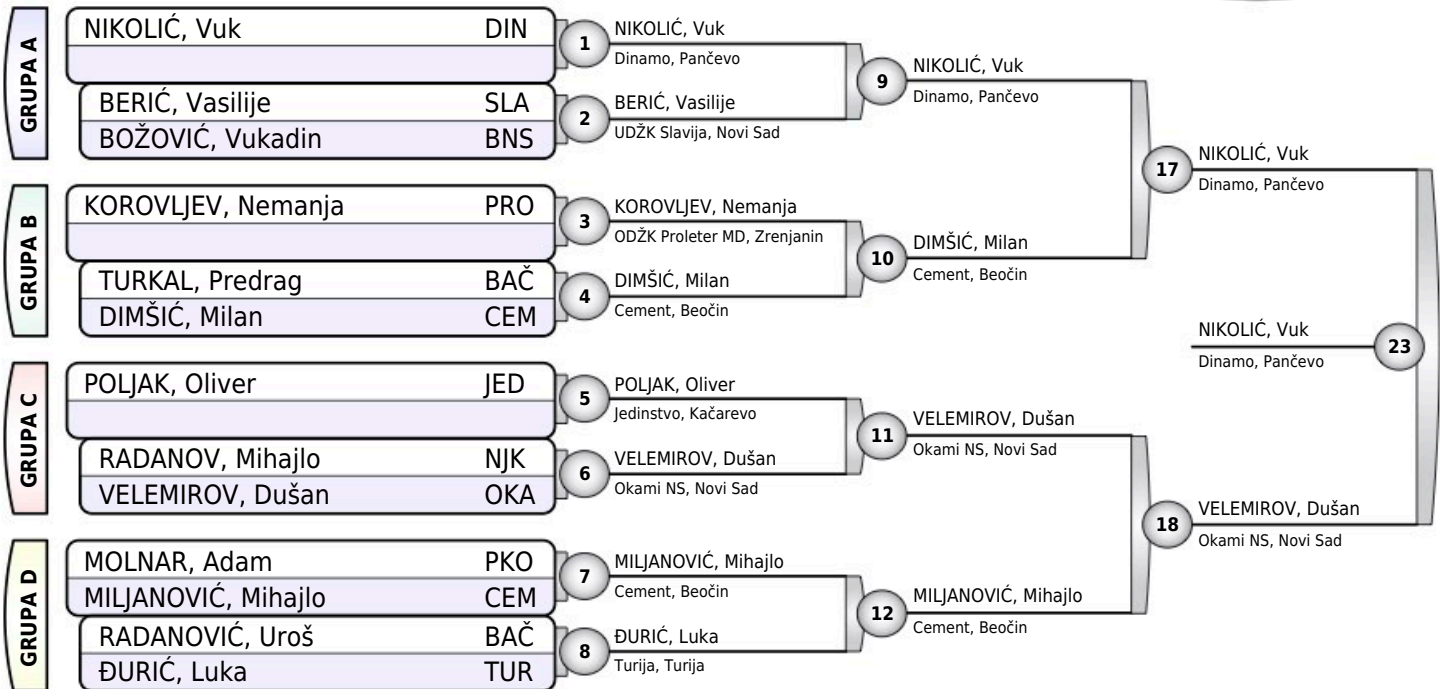 GRUPA A
NIKOLIĆ, Vuk DIN
BERIĆ, Vasilije SLA
BOŽOVIĆ, Vukadin BNS
GRUPA B
KOROVLJEV, Nemanja PRO
TURKAL, Predrag BAČ
DIMŠIĆ, Milan CEM
GRUPA C
POLJAK, Oliver JED
RADANOV, Mihajlo NJK
VELEMIROV, Dušan OKA
GRUPA D
MOLNAR, Adam PKO
MILJANOVIĆ, Mihajlo CEM
RADANOVIĆ, Uroš BAČ
ĐURIĆ, Luka TUR
1
NIKOLIĆ, Vuk
Dinamo, Pančevo
2
BERIĆ, Vasilije
UDŽK Slavija, Novi Sad
3
KOROVLJEV, Nemanja
ODŽK Proleter MD, Zrenjanin
4
DIMŠIĆ, Milan
Cement, Beočin
5
POLJAK, Oliver
Jedinstvo, Kačarevo
6
VELEMIROV, Dušan
Okami NS, Novi Sad
7
MILJANOVIĆ, Mihajlo
Cement, Beočin
8
ĐURIĆ, Luka
Turija, Turija
9
NIKOLIĆ, Vuk
Dinamo, Pančevo
10
DIMŠIĆ, Milan
Cement, Beočin
11
VELEMIROV, Dušan
Okami NS, Novi Sad
12
MILJANOVIĆ, Mihajlo
Cement, Beočin
17
NIKOLIĆ, Vuk
Dinamo, Pančevo
18
VELEMIROV, Dušan
Okami NS, Novi Sad
NIKOLIĆ, Vuk
Dinamo, Pančevo
23